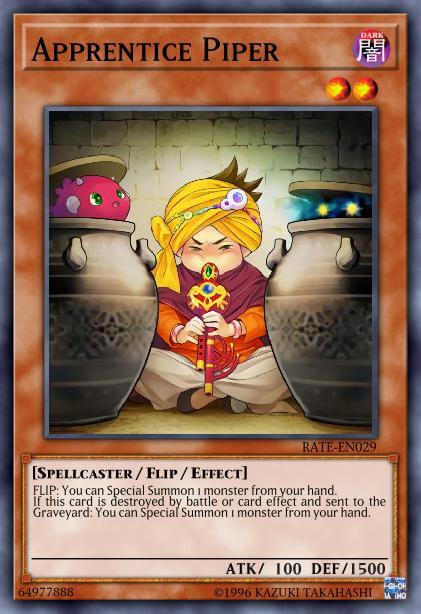 APPRENTICE PIPER
DARK
闇
RATE-EN029
[SPELLCASTER / FLIP / EFFECT]
FLIP: You can Special Summon 1 monster from your hand.
If this card is destroyed by battle or card effect and sent to the
Graveyard: You can Special Summon 1 monster from your hand.
ATK/ 100 DEF/1500
64977888
©1996 KAZUKI TAKAHASHI